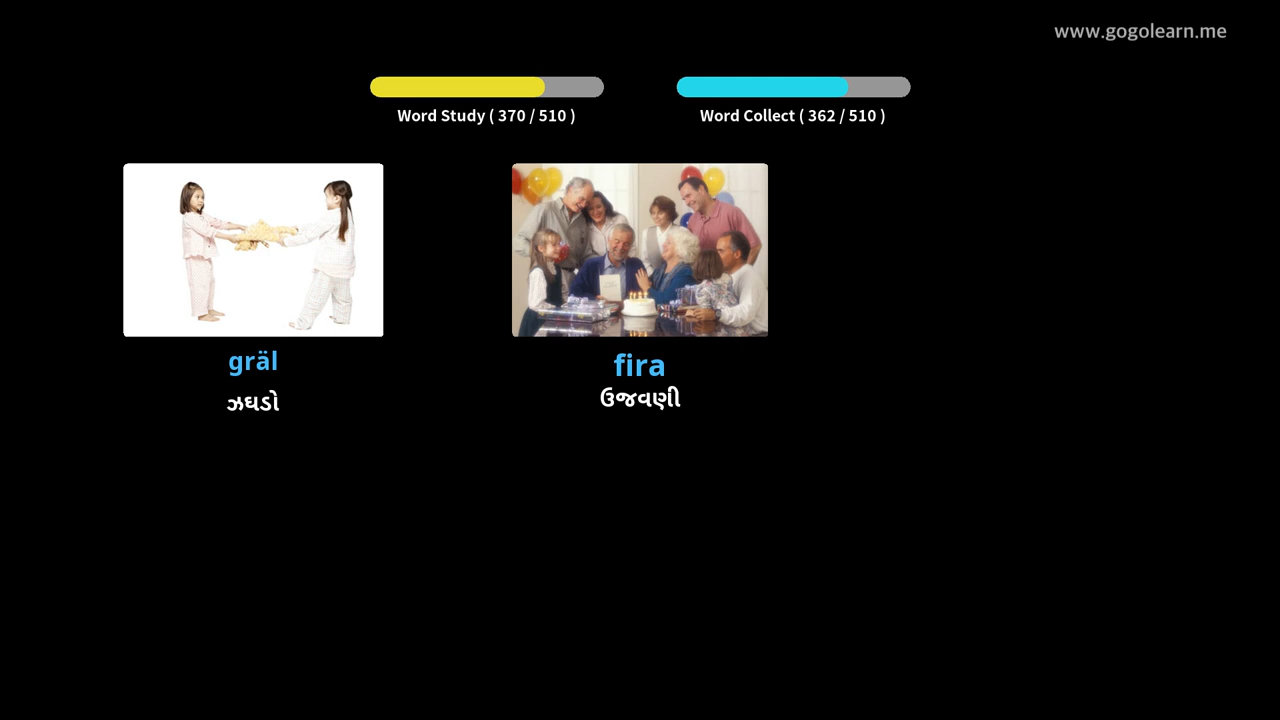 www.gogolearn.me
Word Study ( 370 / 510 )
Word Collect ( 362 / 510 )
gräl
ઝઘડો
fira
ઉજવણી